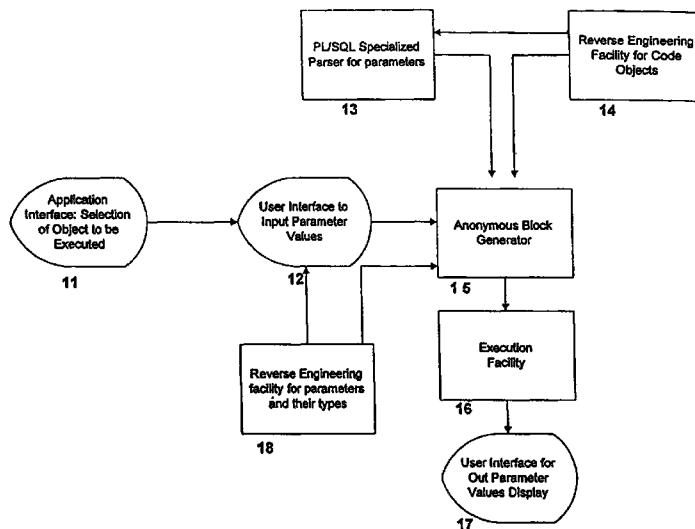 PL/SQL Specialized
Parser for parameters
13
Reverse Engineering
Facility for Code
Objects
14
Application
Interface: Selection
of Object to be
Executed
11
User Interface to
Input Parameter
Values
12
Anonymous Block
Generator
1 5
Reverse Engineering
facility for parameters
and their types
18
Execution
Facility
16
User Interface for
Out Parameter
Values Display
17